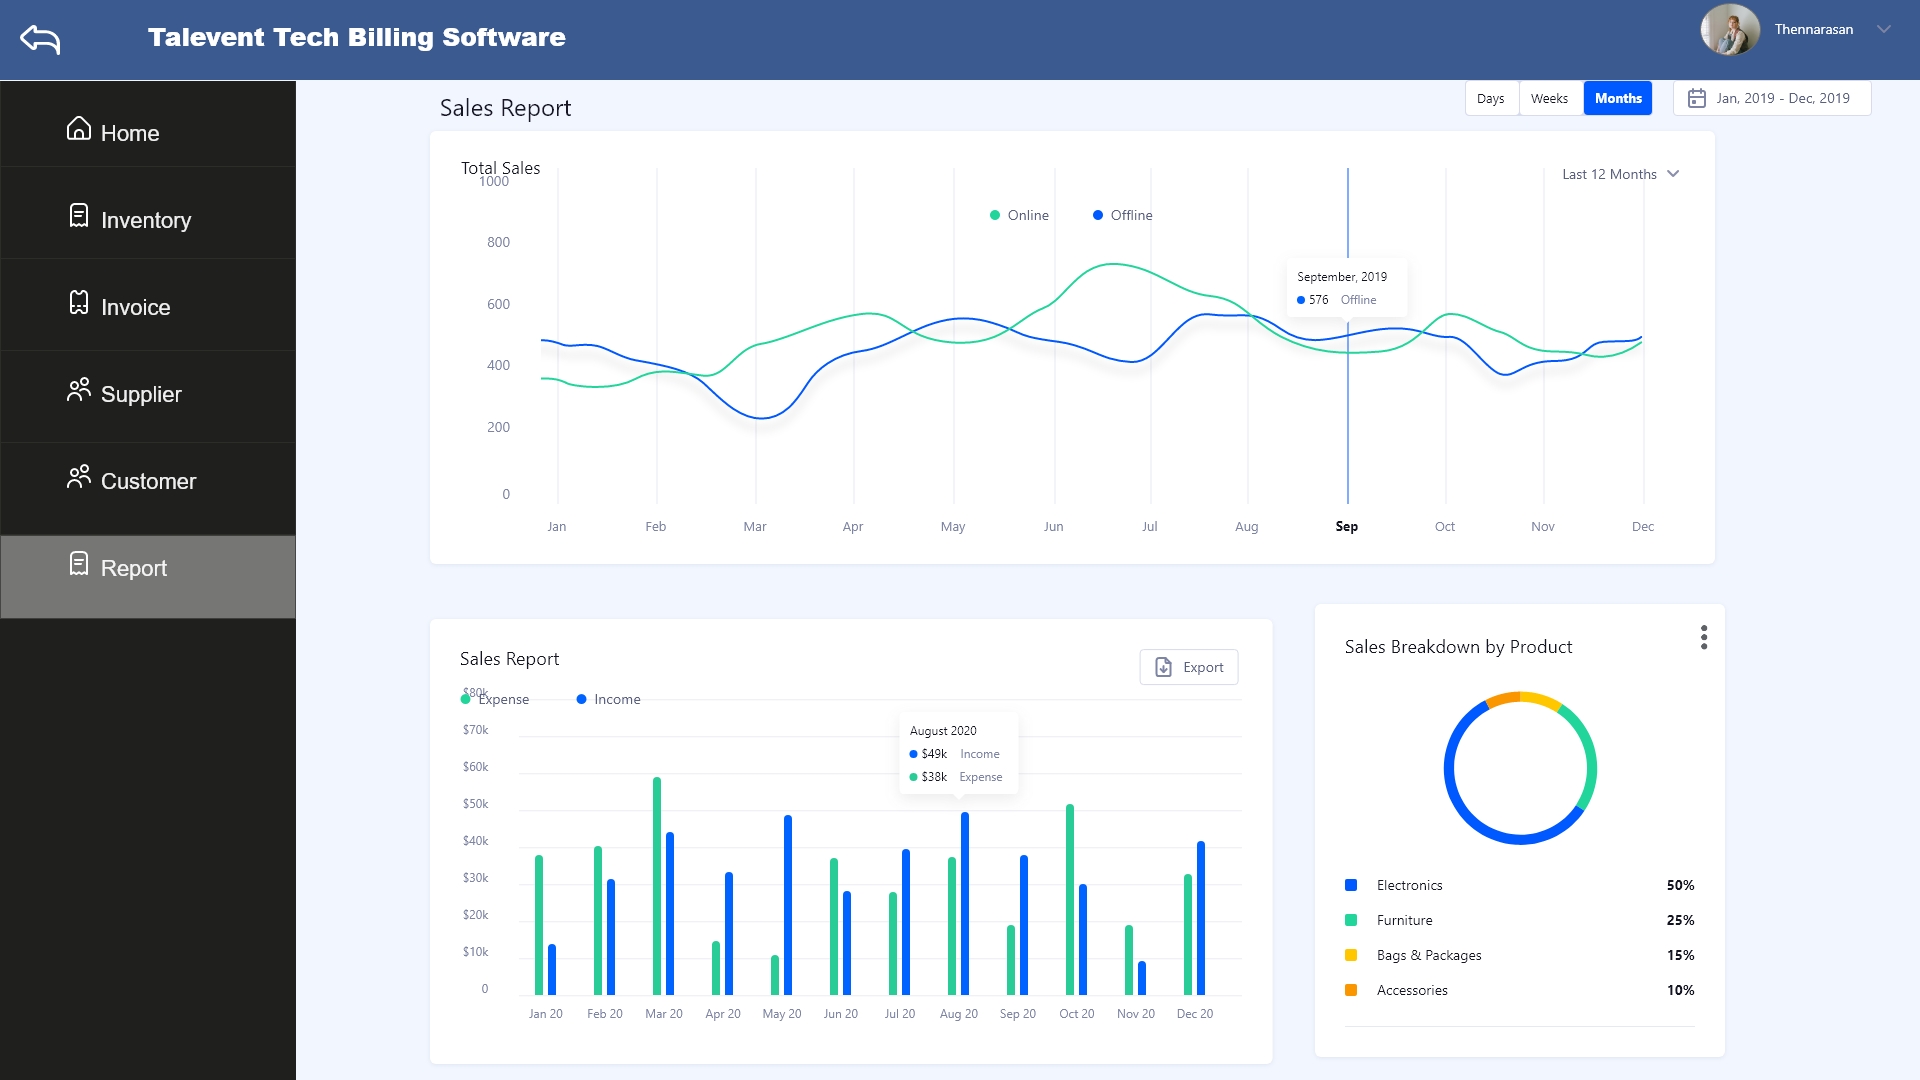 Talevent Tech Billing Software
Thennarasan
Home
Inventory
Invoice
Supplier
Customer
Report
Sales Report
Days Weeks Months
Jan, 2019 - Dec, 2019
Total Sales
Last 12 Months
Online Offline
1000
800
600
400
200
0
September, 2019
576 Offline
Jan Feb Mar Apr May Jun Jul Aug Sep Oct Nov Dec
Sales Report
Export
Expense Income
$80k
$70k
$60k
$50k
$40k
$30k
$20k
$10k
0
August 2020
$49k Income
$38k Expense
Jan 20 Feb 20 Mar 20 Apr 20 May 20 Jun 20 Jul 20 Aug 20 Sep 20 Oct 20 Nov 20 Dec 20
Sales Breakdown by Product
Electronics 50%
Furniture 25%
Bags & Packages 15%
Accessories 10%